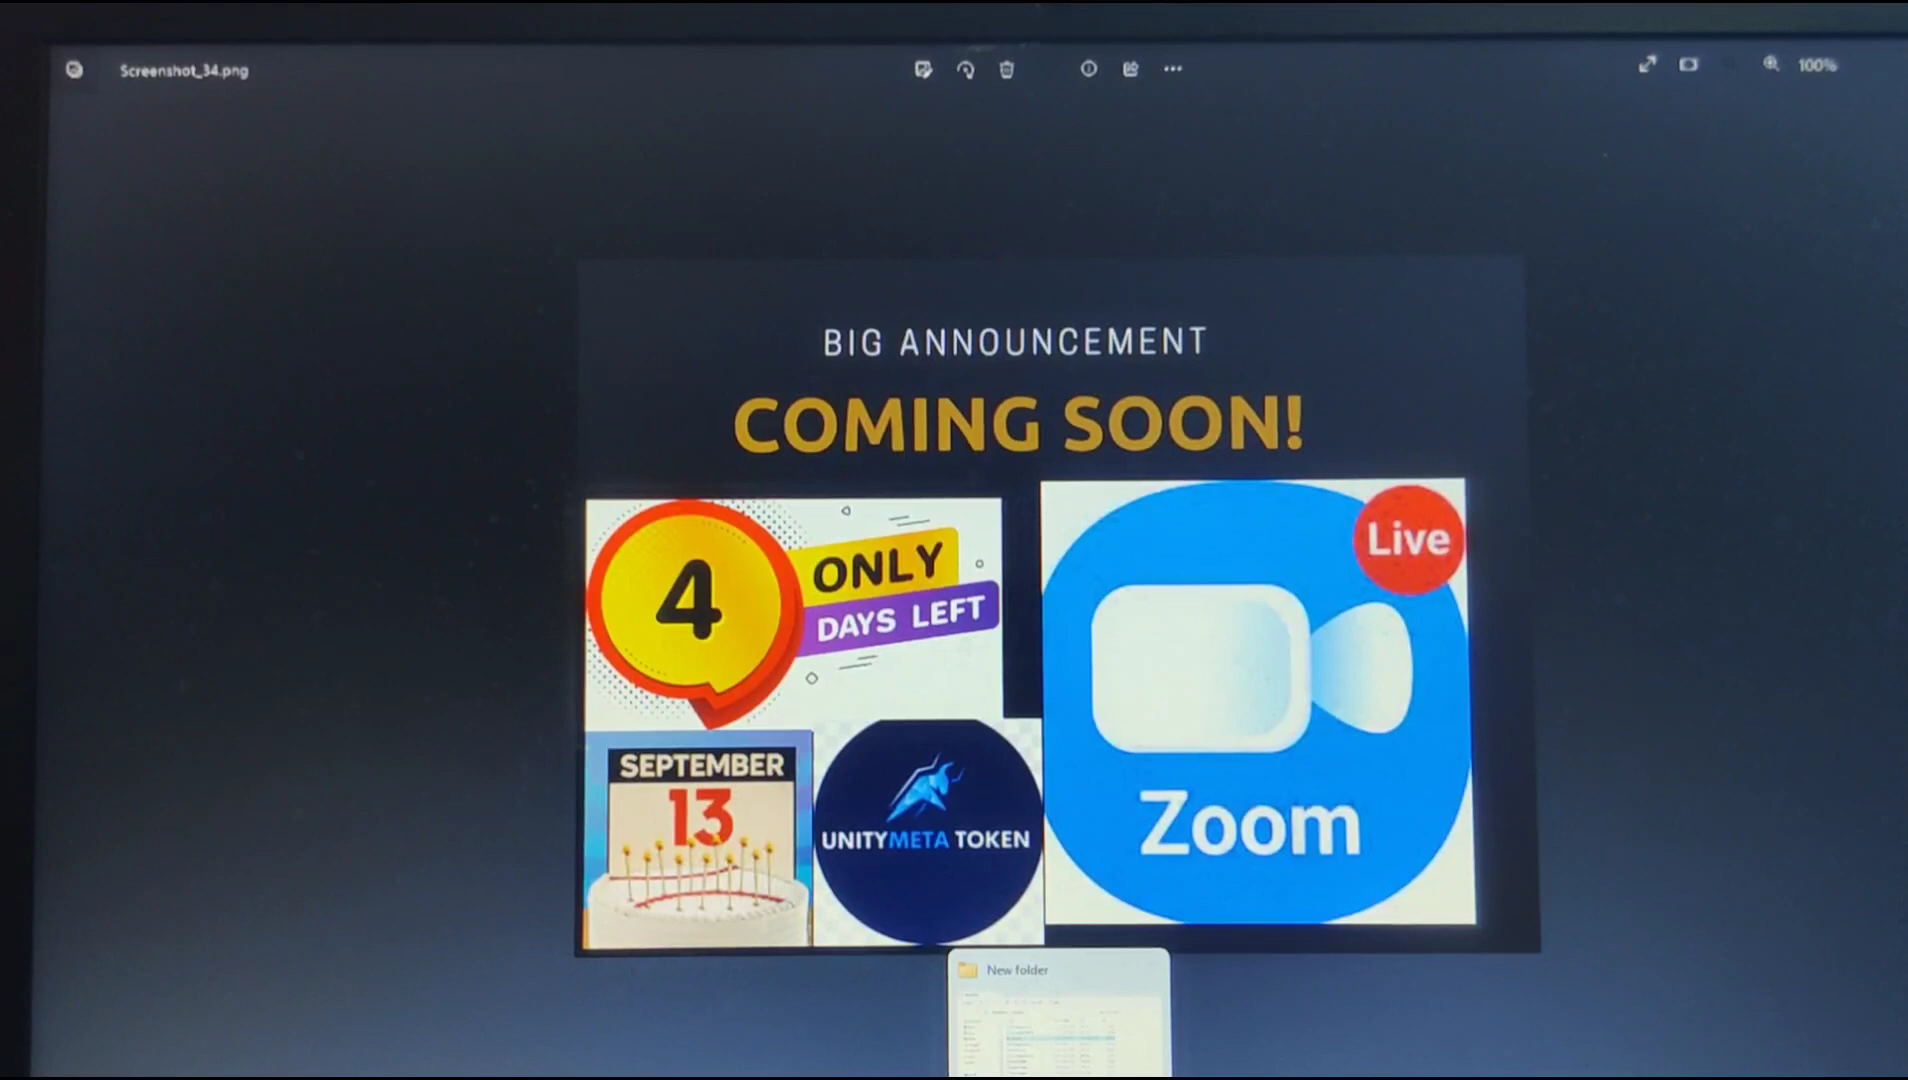 Screenshot_34.png
100%
BIG ANNOUNCEMENT
COMING SOON!
4
ONLY
DAYS LEFT
Live
Zoom
SEPTEMBER
13
UNITYMETA TOKEN
New folder